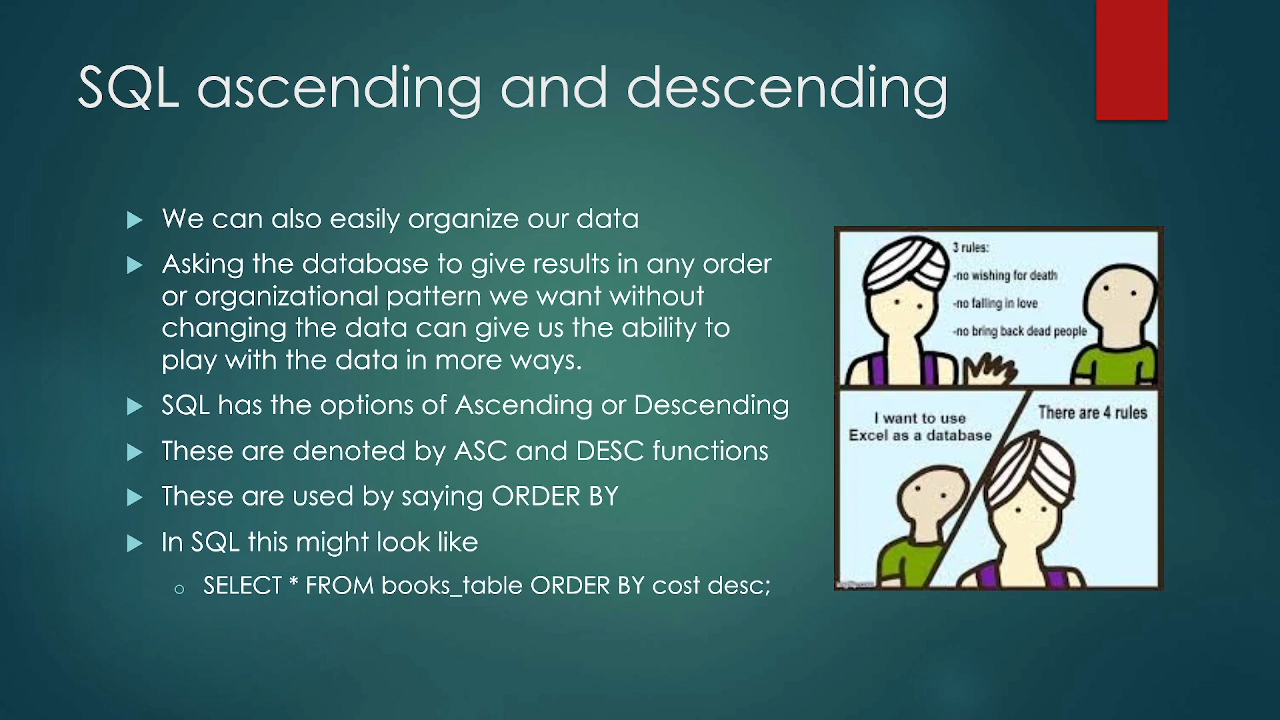 SQL ascending and descending
We can also easily organize our data
Asking the database to give results in any order
or organizational pattern we want without
changing the data can give us the ability to
play with the data in more ways.
SQL has the options of Ascending or Descending
These are denoted by ASC and DESC functions
These are used by saying ORDER BY
In SQL this might look like
SELECT * FROM books_table ORDER BY cost desc;
3 rules:
-no wishing for death
-no falling in love
-no bring back dead people
I want to use
Excel as a database
There are 4 rules